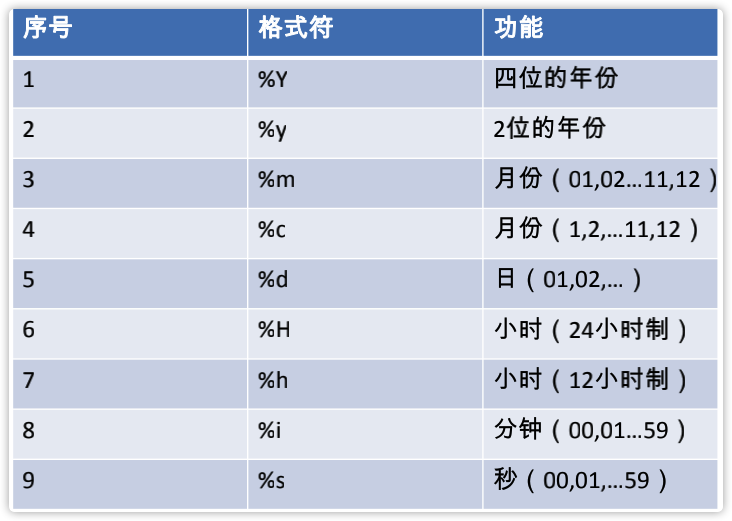 序号 格式符 功能
1 %Y 四位的年份
2 %y 2位的年份
3 %m 月份（01,02…11,12）
4 %c 月份（1,2,…11,12）
5 %d 日（01,02,…）
6 %H 小时（24小时制）
7 %h 小时（12小时制）
8 %i 分钟（00,01…59）
9 %s 秒（00,01,…59）